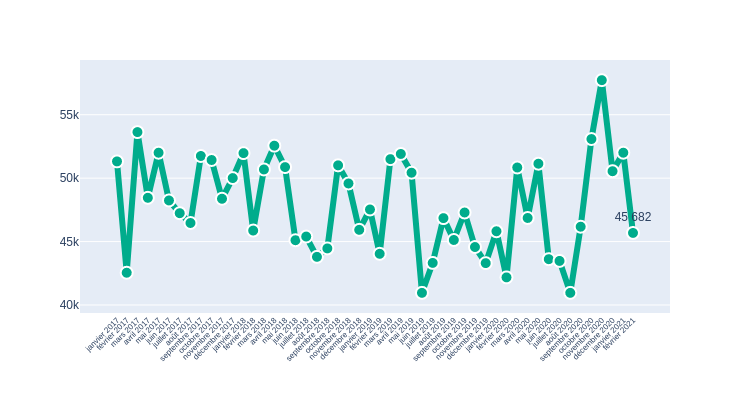 55k
50k
45k
40k
45,682
janvier 2017
février 2017
mars 2017
avril 2017
mai 2017
juin 2017
juillet 2017
août 2017
septembre 2017
octobre 2017
novembre 2017
décembre 2017
janvier 2018
février 2018
mars 2018
avril 2018
mai 2018
juin 2018
juillet 2018
août 2018
septembre 2018
octobre 2018
novembre 2018
décembre 2018
janvier 2019
février 2019
mars 2019
avril 2019
mai 2019
juin 2019
juillet 2019
août 2019
septembre 2019
octobre 2019
novembre 2019
décembre 2019
janvier 2020
février 2020
mars 2020
avril 2020
mai 2020
juin 2020
juillet 2020
août 2020
septembre 2020
octobre 2020
novembre 2020
décembre 2020
janvier 2021
février 2021